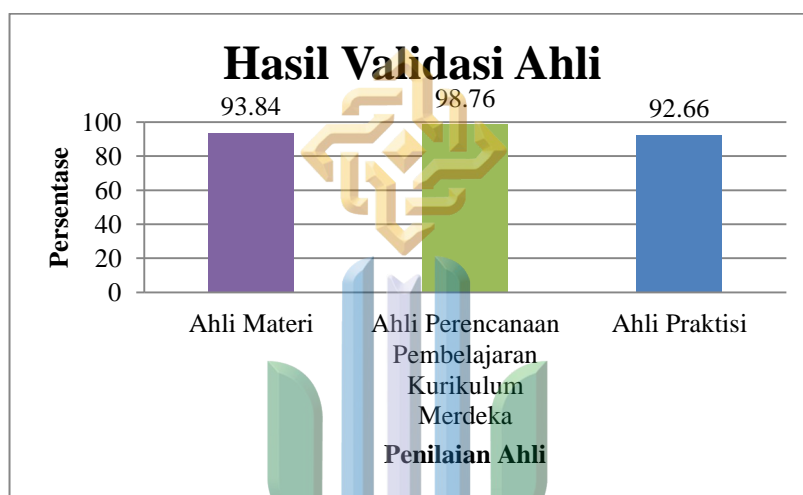 Hasil Validasi Ahli
93.84
98.76
92.66
100
80
60
40
20
0
Persentase
Ahli Materi
Ahli Perencanaan
Pembelajaran
Kurikulum
Merdeka
Ahli Praktisi
Penilaian Ahli